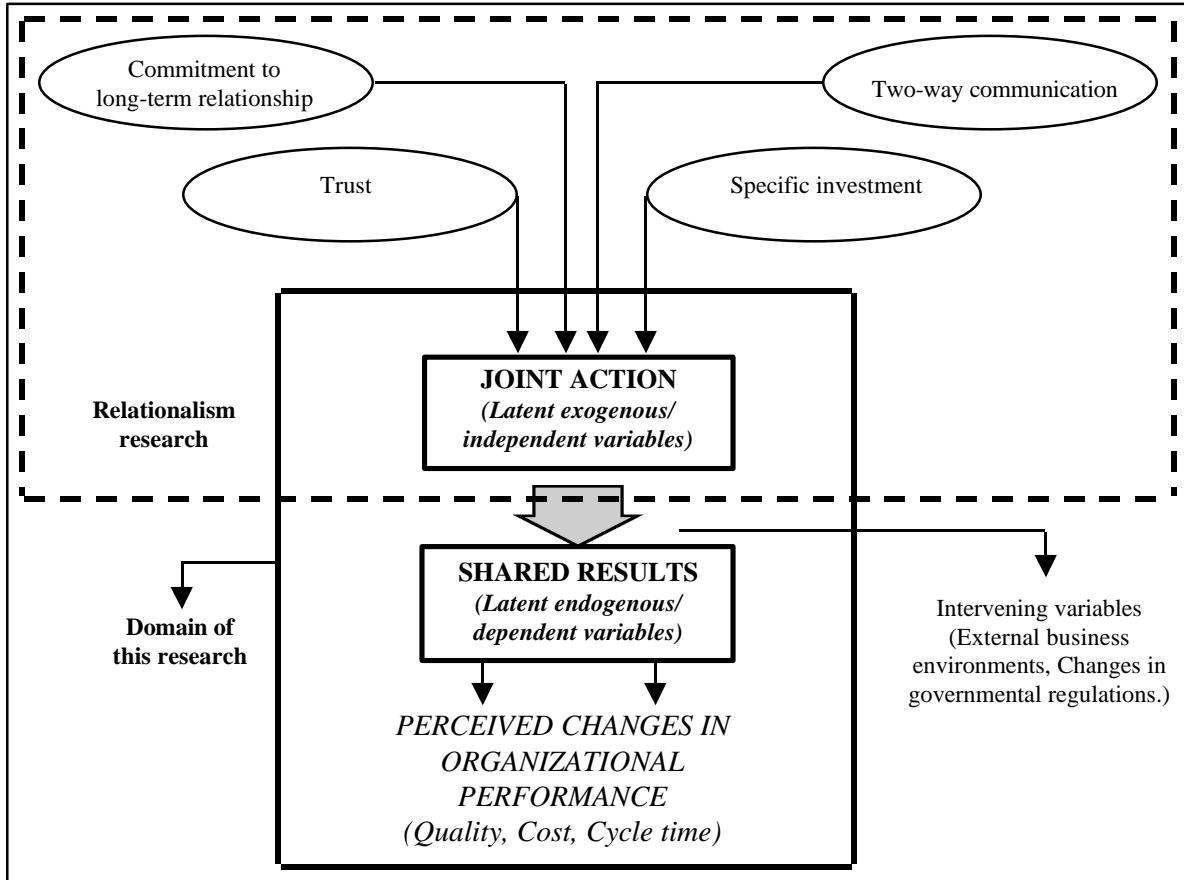 Commitment to
long-term relationship
Two-way communication
Trust
Specific investment
JOINT ACTION
(Latent exogenous/
independent variables)
Relationalism
research
SHARED RESULTS
(Latent endogenous/
dependent variables)
Domain of
this research
Intervening variables
(External business
environments, Changes in
governmental regulations.)
PERCEIVED CHANGES IN
ORGANIZATIONAL
PERFORMANCE
(Quality, Cost, Cycle time)